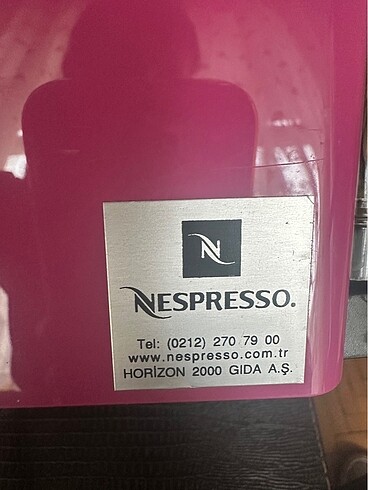 N
NESPRESSO.
Tel: (0212) 270 79 00
www.nespresso.com.tr
HORİZON 2000 GIDA A.Ş.